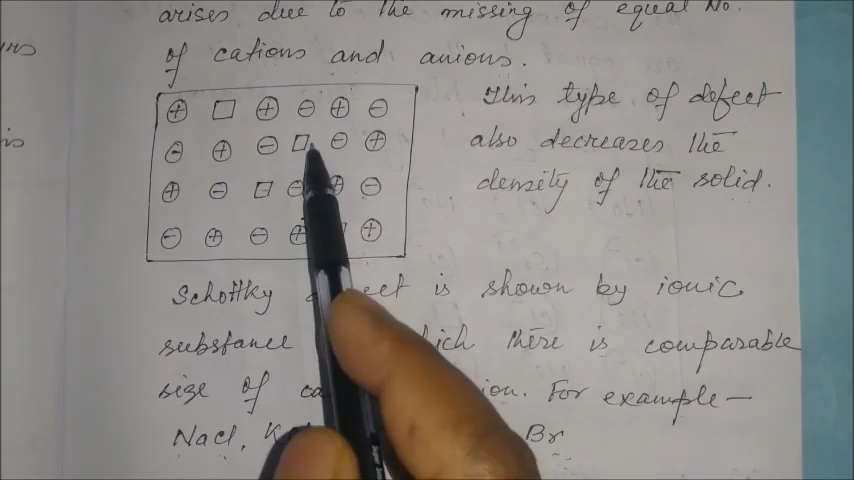 arises due to the missing of equal No.
of cations and anions.
ins
is
⊕ □ ⊕ ⊖ ⊕ ⊖
⊖ ⊕ ⊖ □ ⊖ ⊕
⊕ ⊖ □ ⊖ ⊕ ⊖
⊖ ⊕ ⊖ ⊕ ⊕
This type of defect
also decreases the
density of the solid.
Schottky is shown by ionic
substance there is comparable
size of For example —
NaCl, Br